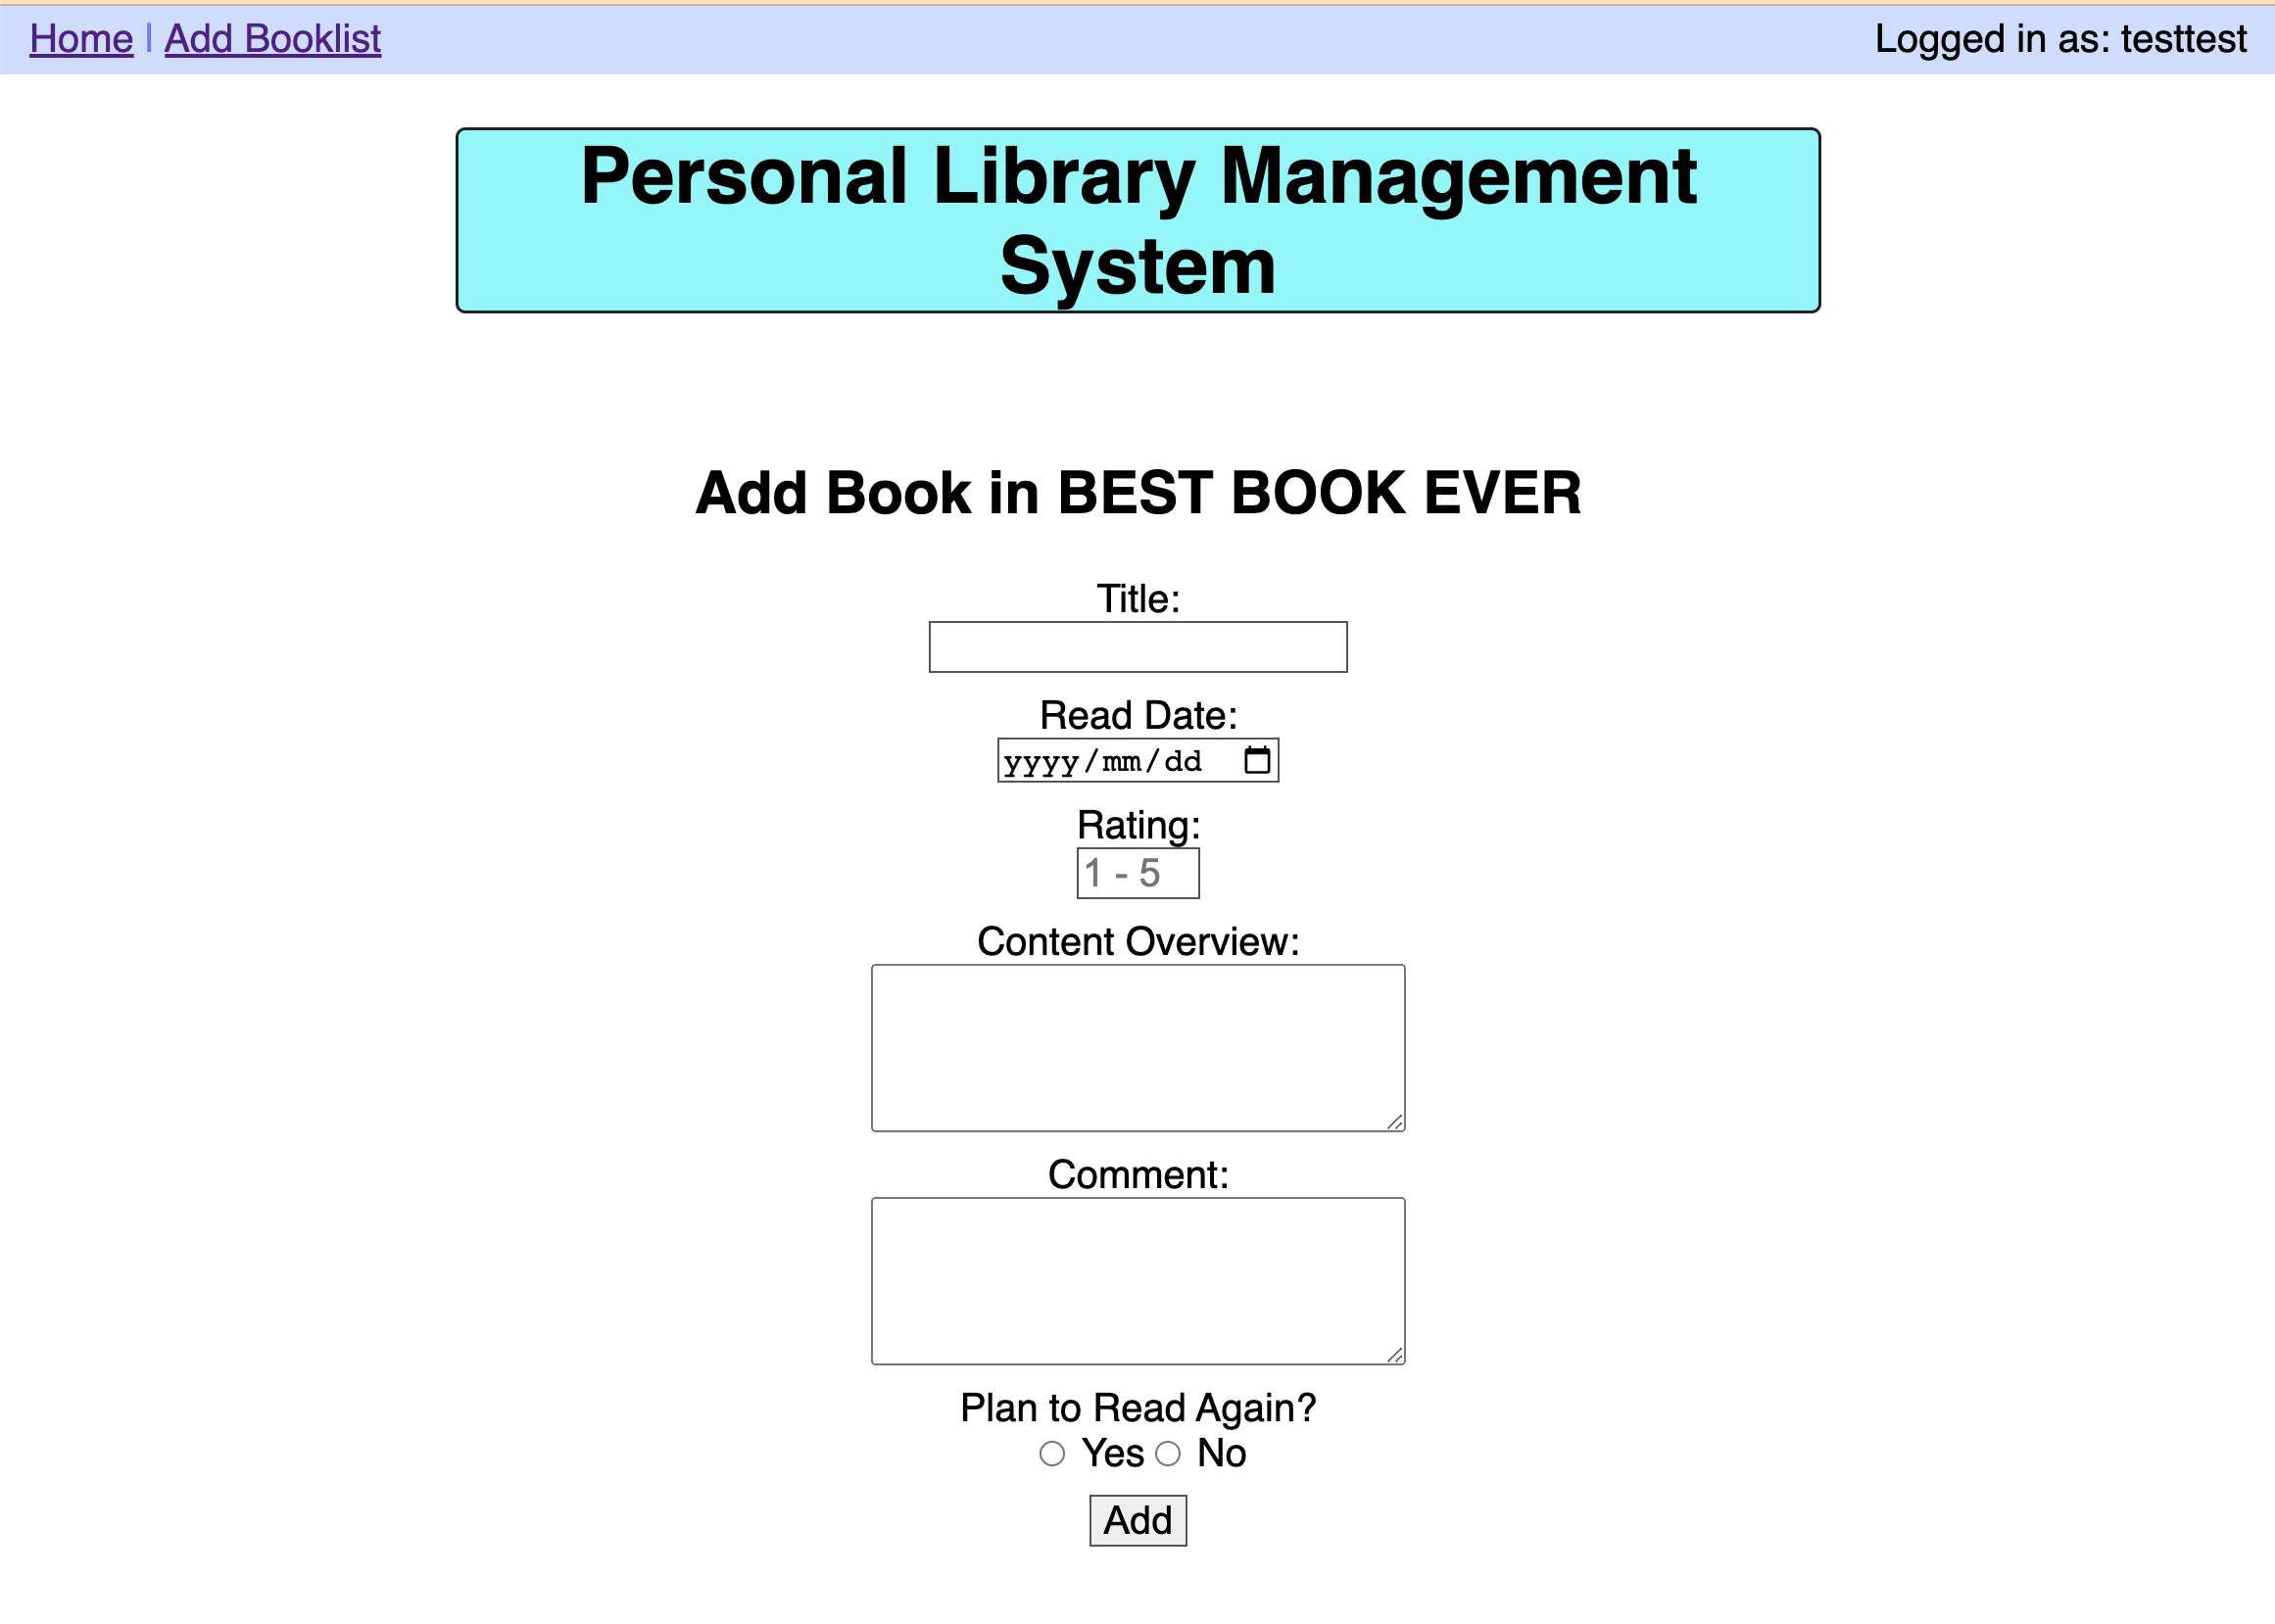 Home | Add Booklist
Logged in as: testtest
Personal Library Management
System
Add Book in BEST BOOK EVER
Title:
Read Date:
yyyy/mm/dd
Rating:
1 - 5
Content Overview:
Comment:
Plan to Read Again?
Yes No
Add